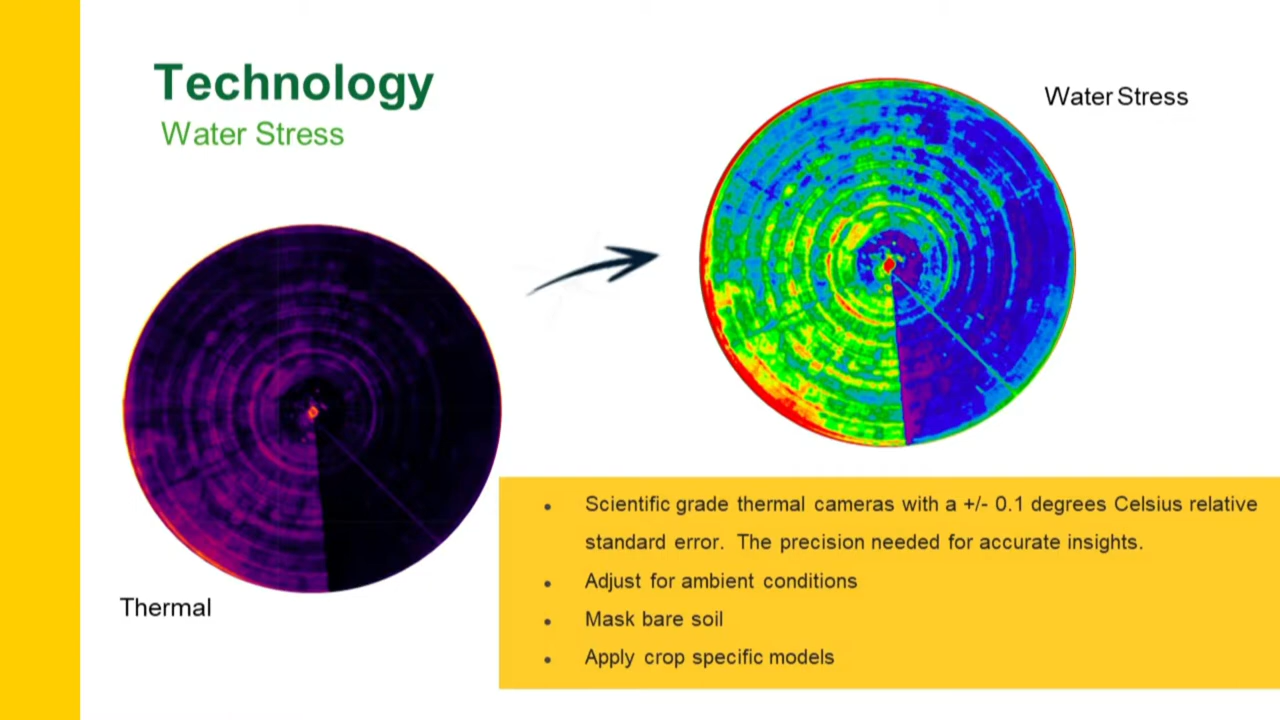 Technology
Water Stress
Water Stress
Thermal
• Scientific grade thermal cameras with a +/- 0.1 degrees Celsius relative
standard error. The precision needed for accurate insights.
• Adjust for ambient conditions
• Mask bare soil
• Apply crop specific models